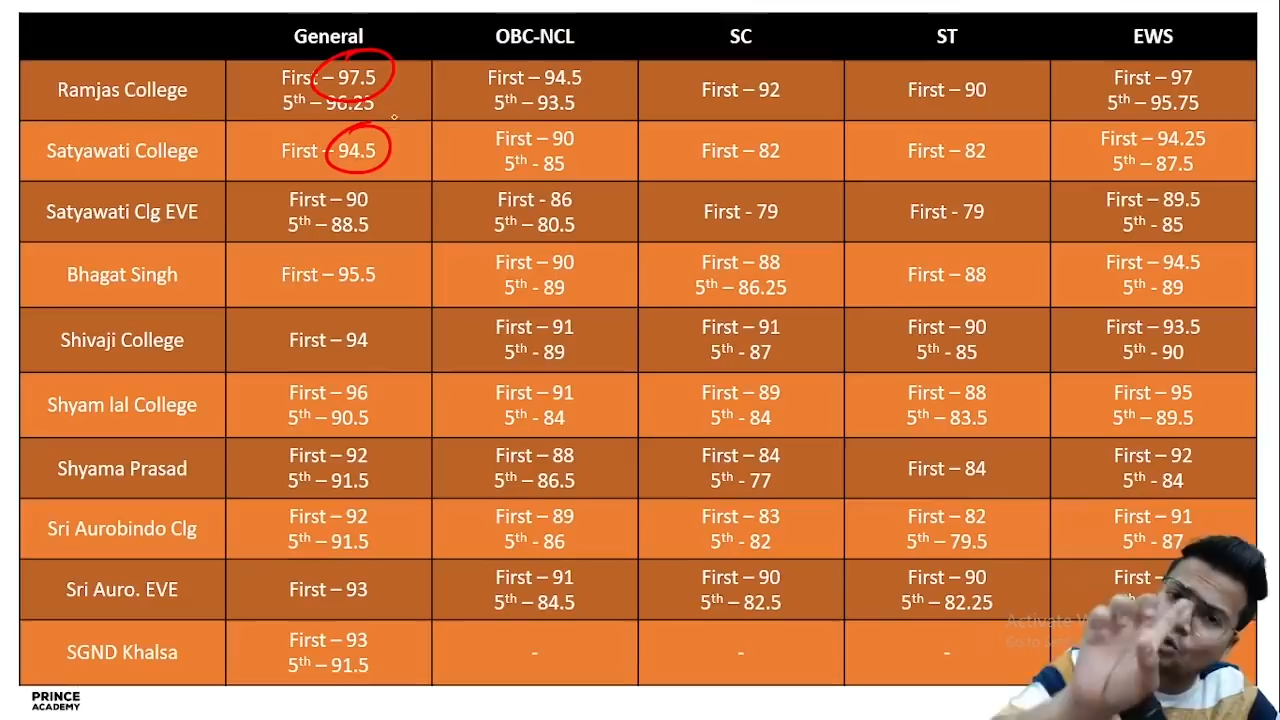 General OBC-NCL SC ST EWS
Ramjas College First – 97.5 First – 94.5 First – 92 First – 90 First – 97
5th – 96.25 5th – 93.5 5th – 95.75
Satyawati College First – 94.5 First – 90 First – 82 First – 82 First – 94.25
5th - 85 5th – 87.5
Satyawati Clg EVE First – 90 First - 86 First - 79 First - 79 First – 89.5
5th – 88.5 5th – 80.5 5th - 85
Bhagat Singh First – 95.5 First – 90 First – 88 First – 88 First – 94.5
5th - 89 5th – 86.25 5th - 89
Shivaji College First – 94 First – 91 First – 91 First – 90 First – 93.5
5th - 89 5th - 87 5th - 85 5th - 90
Shyam lal College First – 96 First – 91 First – 89 First – 88 First – 95
5th – 90.5 5th - 84 5th - 84 5th – 83.5 5th – 89.5
Shyama Prasad First – 92 First – 88 First – 84 First – 84 First – 92
5th – 91.5 5th – 86.5 5th - 77 5th - 84
Sri Aurobindo Clg First – 92 First – 89 First – 83 First – 82 First – 91
5th – 91.5 5th - 86 5th - 82 5th – 79.5 5th - 87
Sri Auro. EVE First – 93 First – 91 First – 90 First – 90 First –
5th – 84.5 5th – 82.5 5th – 82.25
SGND Khalsa First – 93 - - -
5th – 91.5
Activate
Go to
PRINCE
ACADEMY